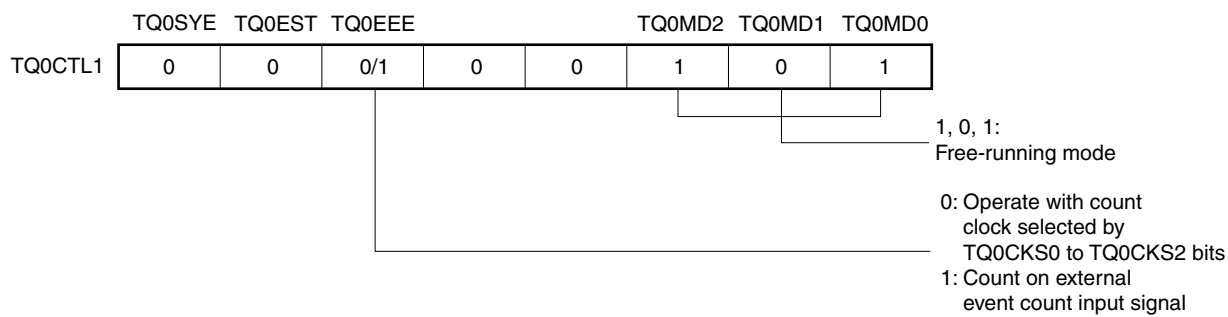 TQ0SYE TQ0EST TQ0EEE TQ0MD2 TQ0MD1 TQ0MD0
TQ0CTL1 0 0 0/1 0 0 1 0 1
1, 0, 1:
Free-running mode
0: Operate with count
clock selected by
TQ0CKS0 to TQ0CKS2 bits
1: Count on external
event count input signal